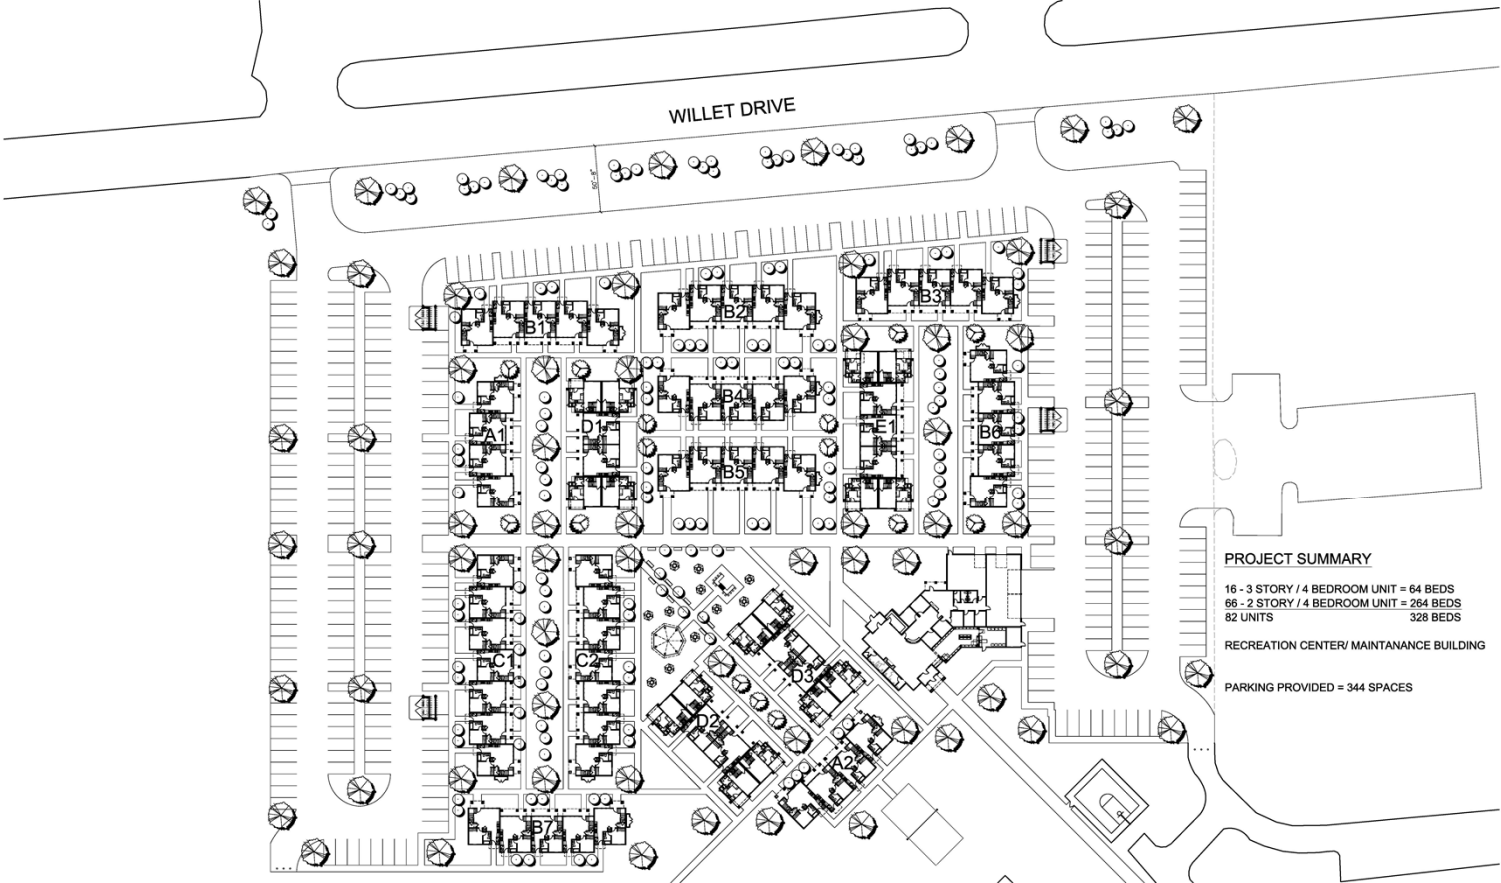 WILLET DRIVE
50'-8"
B3
B2
B1
B4
D1
E1
B6
A1
B5
PROJECT SUMMARY
16 - 3 STORY / 4 BEDROOM UNIT = 64 BEDS
66 - 2 STORY / 4 BEDROOM UNIT = 264 BEDS
82 UNITS 328 BEDS
RECREATION CENTER/ MAINTANANCE BUILDING
C1
C2
D3
PARKING PROVIDED = 344 SPACES
D2
A2
B7